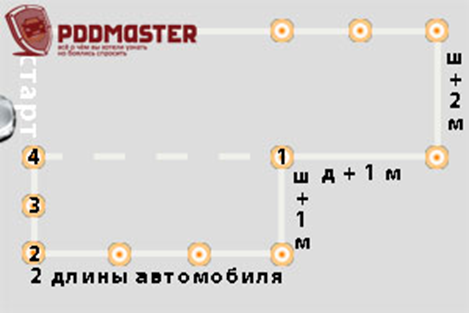 PDDMASTER
всё о чём вы хотели узнать
но боялись спросить
старт
ш + 2 м
4
1
д + 1 м
ш + 1 м
3
2
2 длины автомобиля